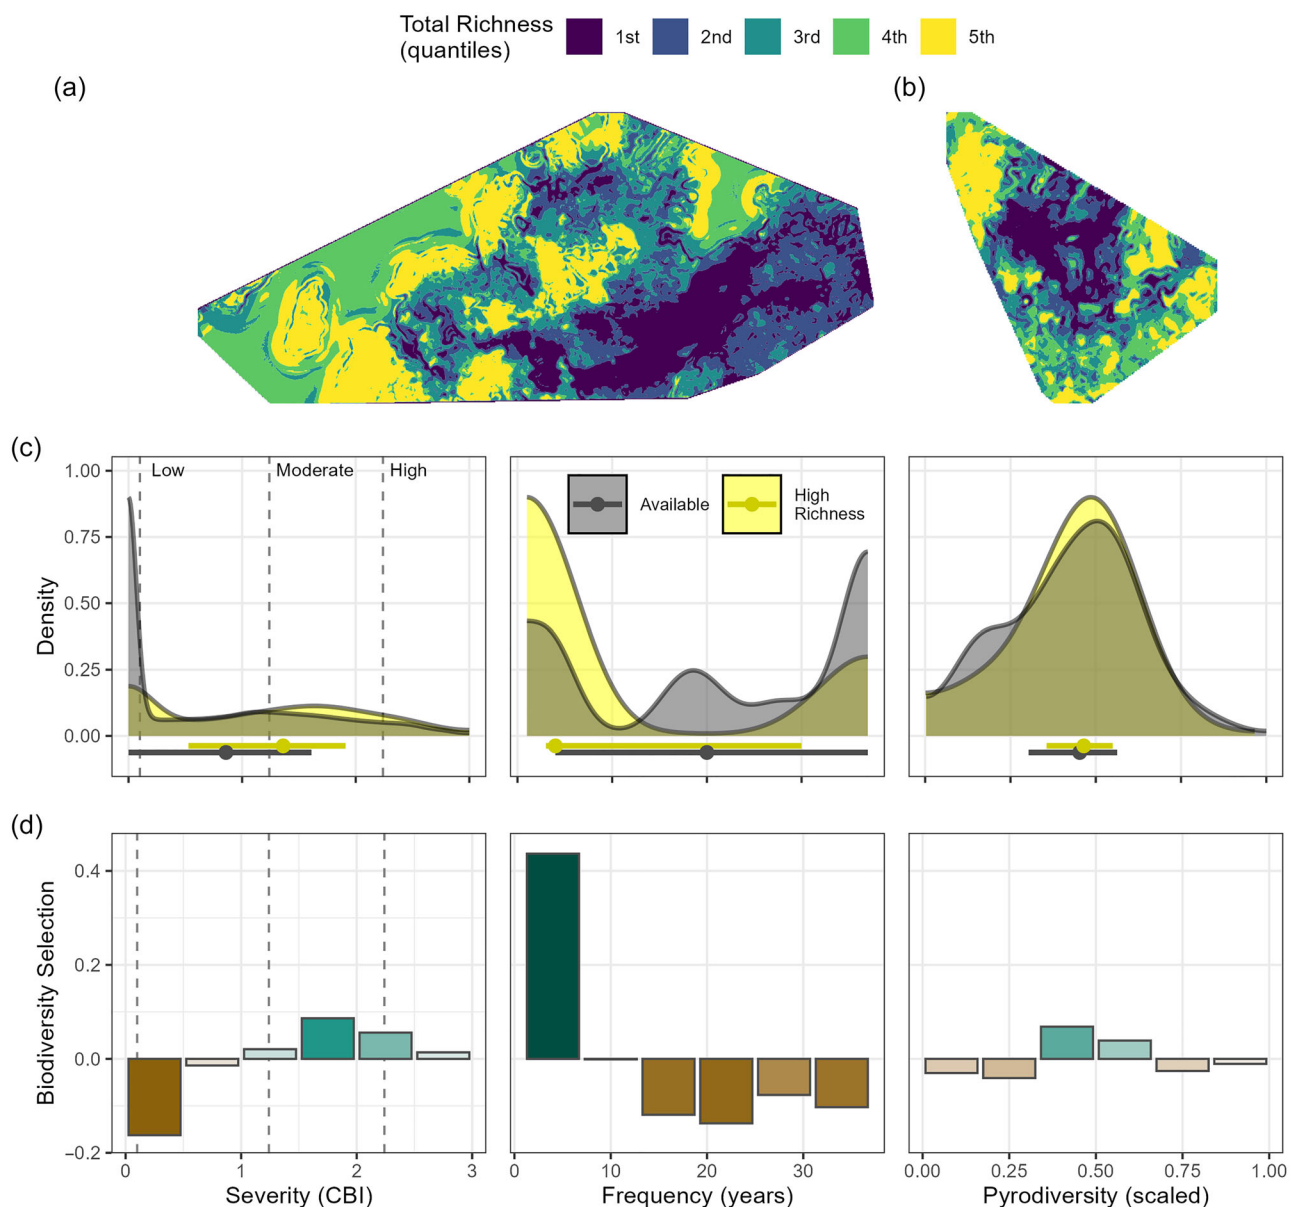 Total Richness
(quantiles)
1st
2nd
3rd
4th
5th
(a)
(b)
(c)
Low
Moderate
High
Available
High
Richness
1.00
0.75
0.50
0.25
0.00
Density
(d)
0.4
0.2
0.0
−0.2
Biodiversity Selection
0
1
2
3
Severity (CBI)
0
10
20
30
Frequency (years)
0.00
0.25
0.50
0.75
1.00
Pyrodiversity (scaled)